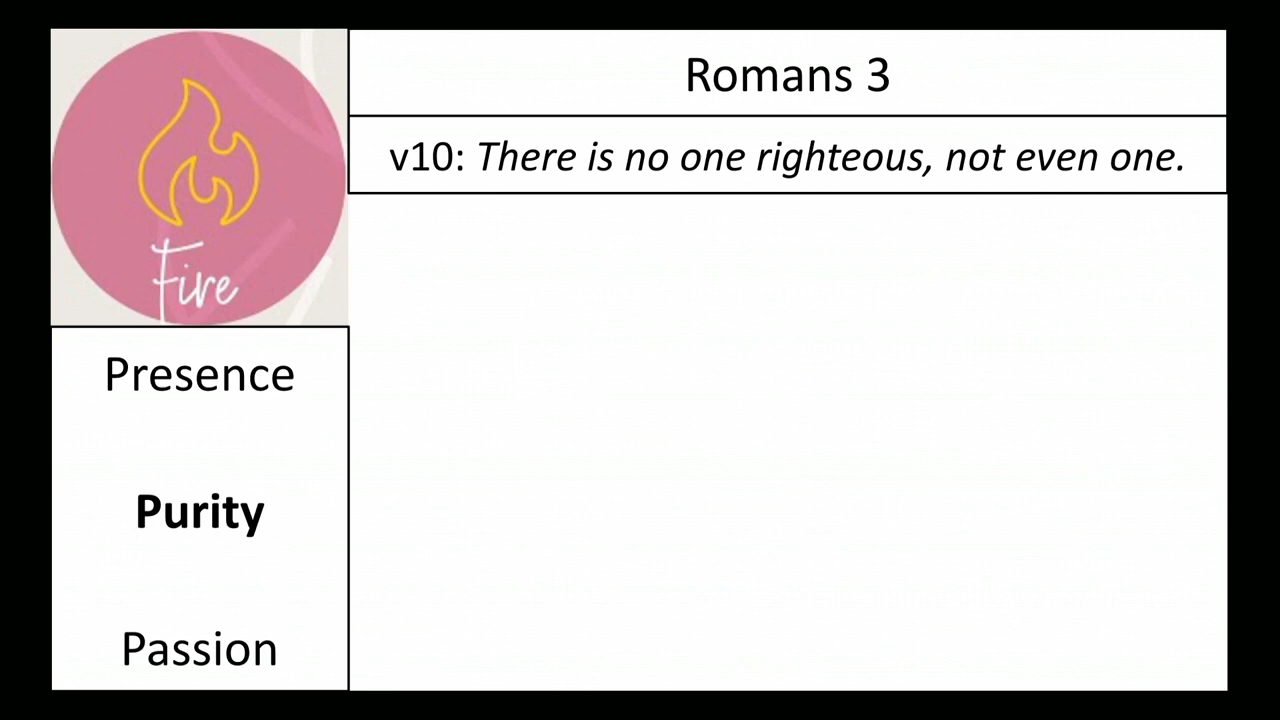 Fire
Romans 3
v10: There is no one righteous, not even one.
Presence
Purity
Passion